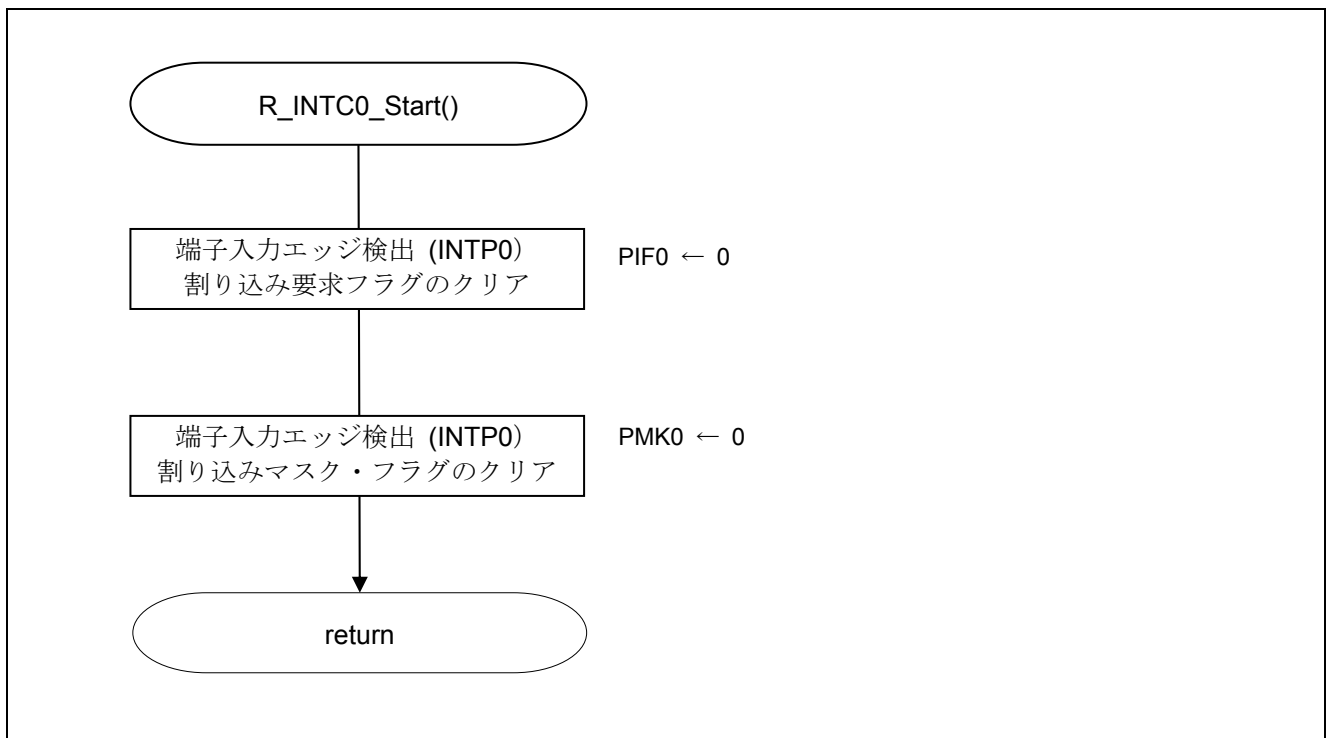 R_INTC0_Start()
端子入力エッジ検出 (INTP0)
割り込み要求フラグのクリア
PIF0 ← 0
端子入力エッジ検出 (INTP0)
割り込みマスク・フラグのクリア
PMK0 ← 0
return